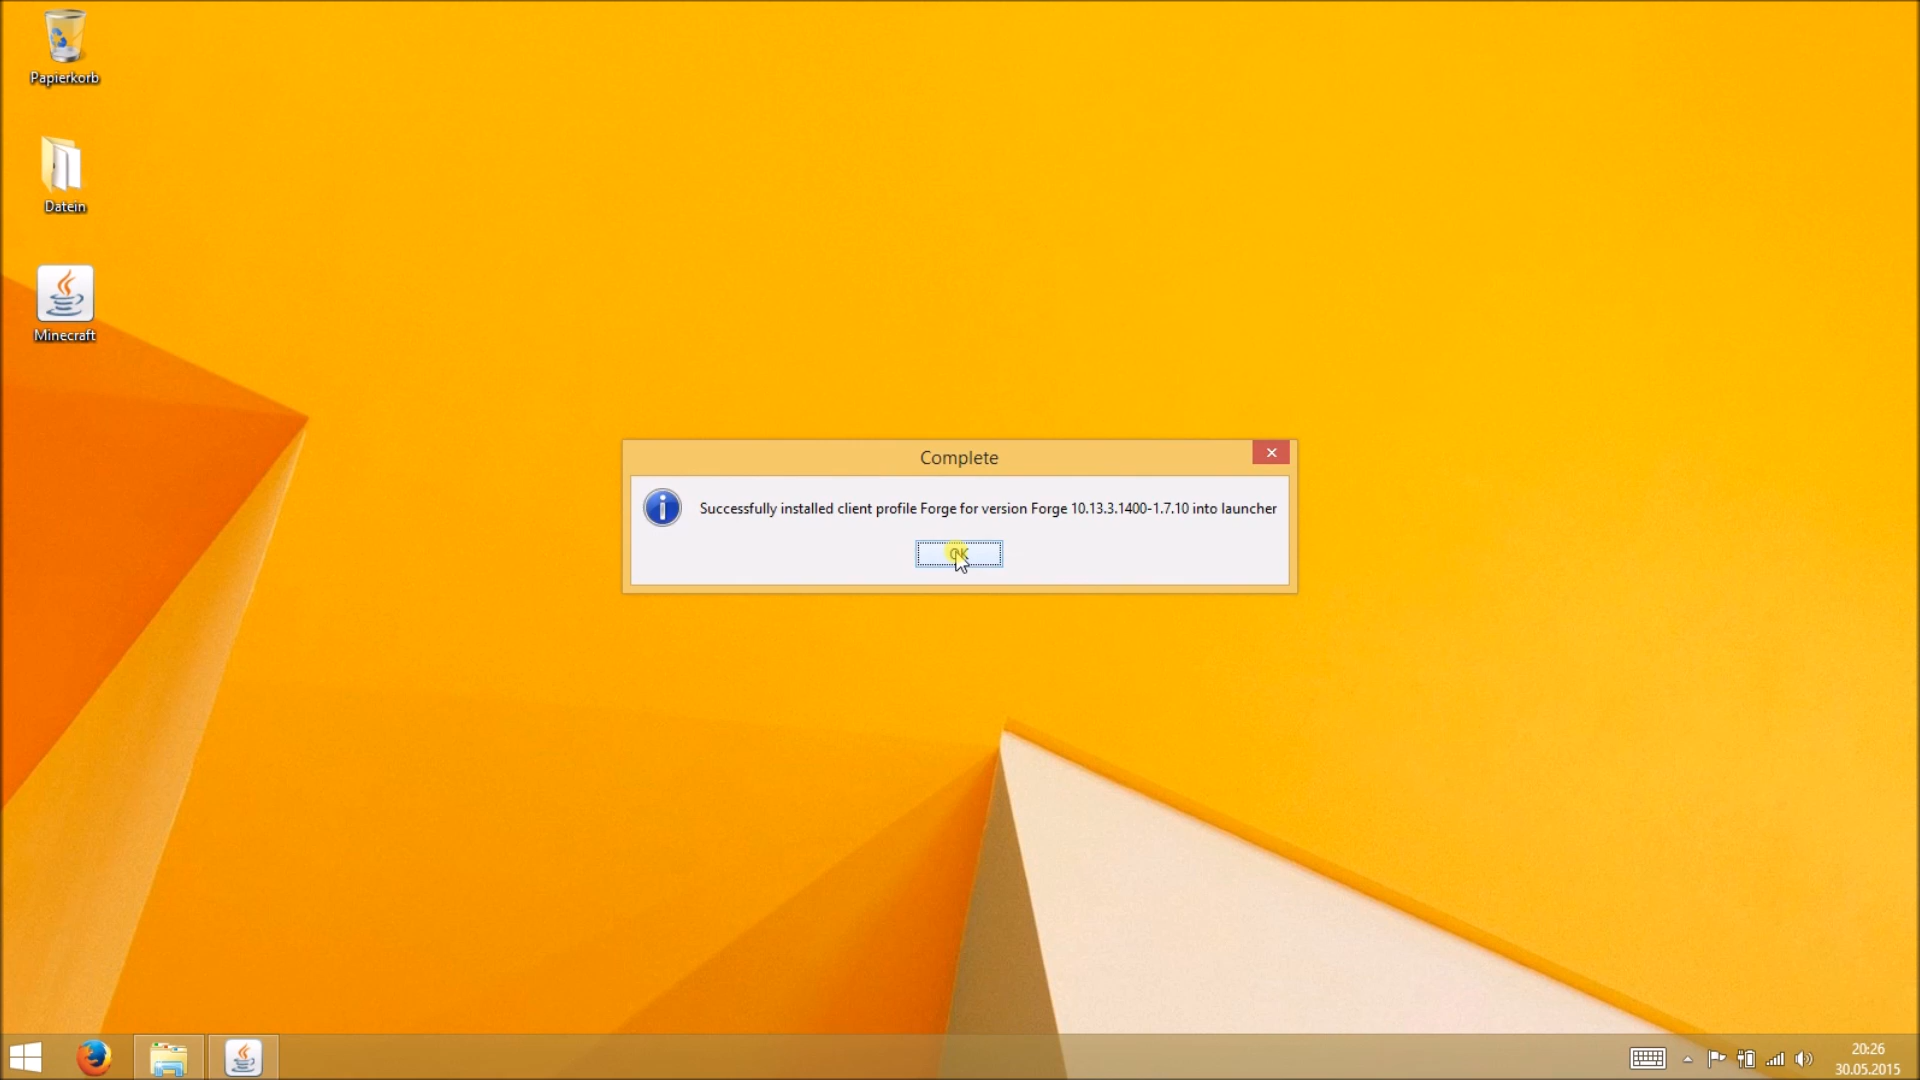 Papierkorb
Datein
Minecraft
Complete
Successfully installed client profile Forge for version Forge 10.13.3.1400-1.7.10 into launcher
OK
20:26
30.05.2015